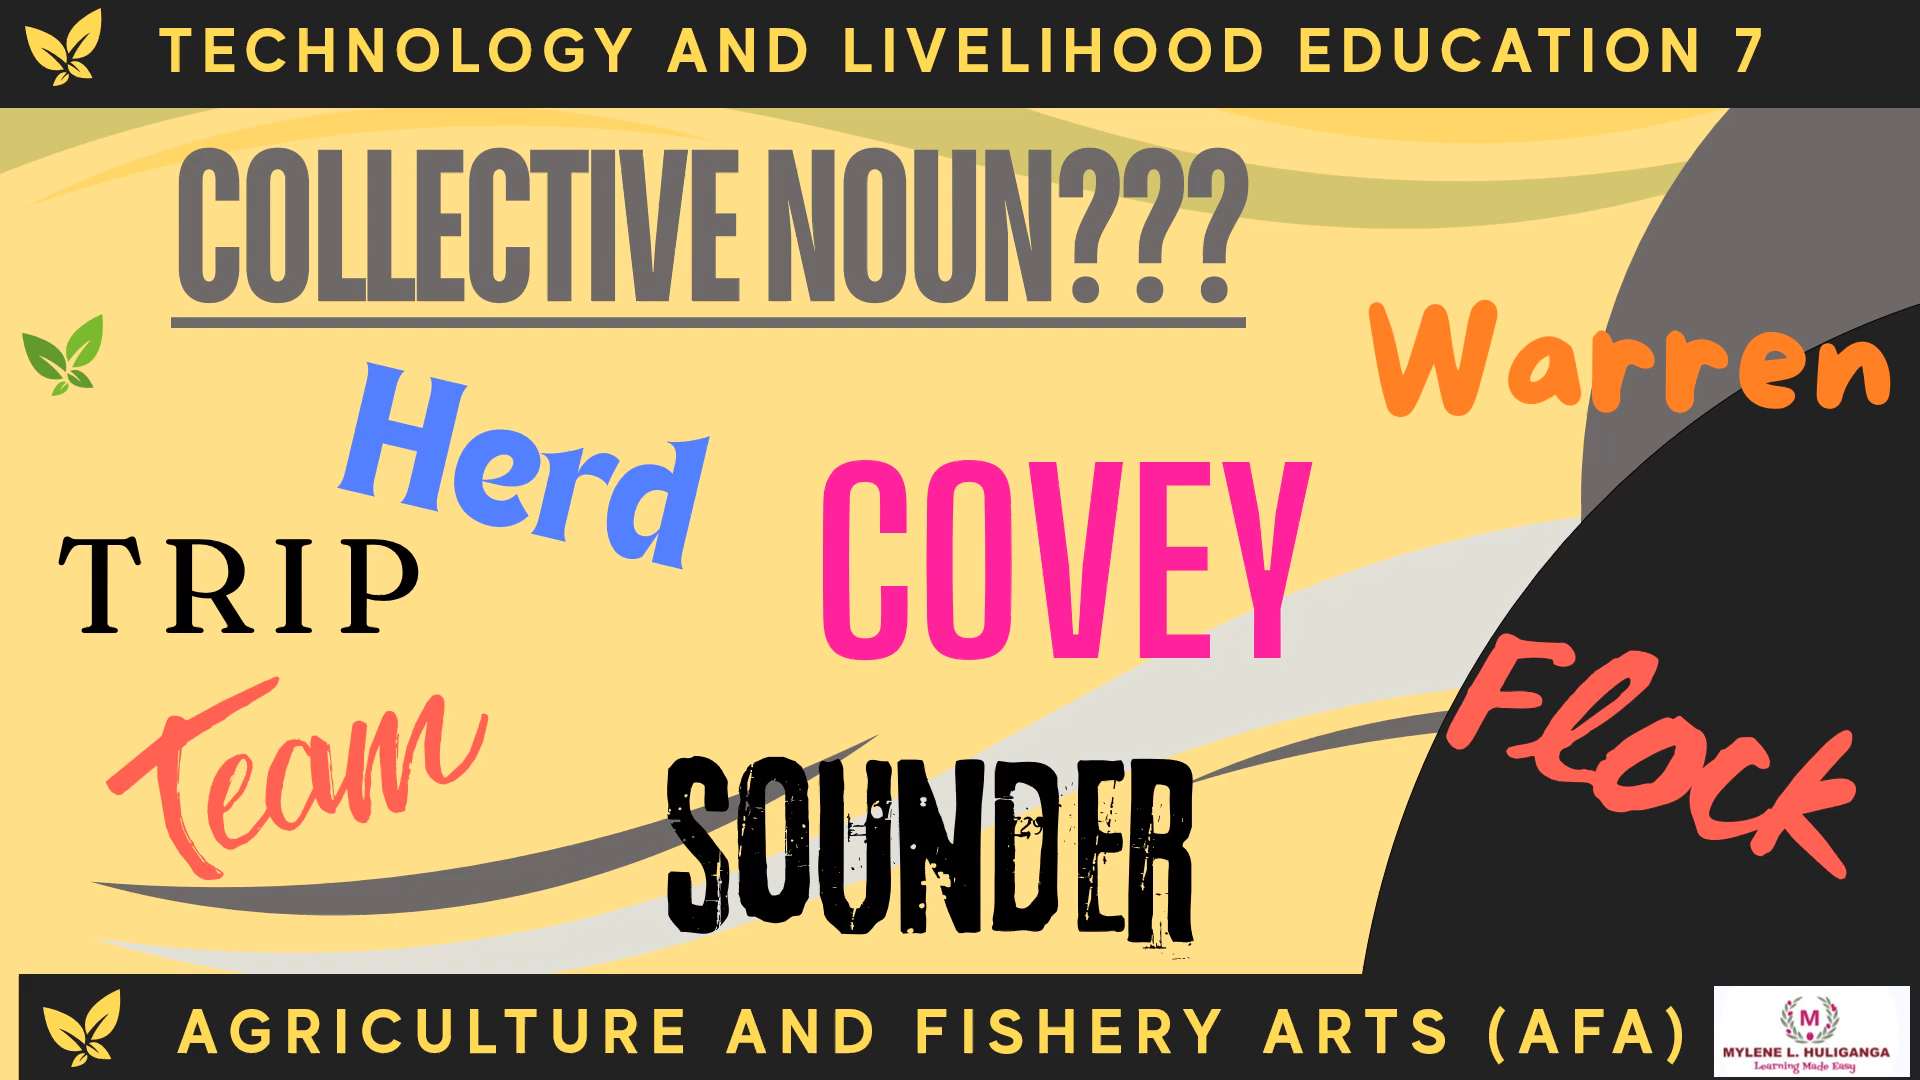 TECHNOLOGY AND LIVELIHOOD EDUCATION 7
COLLECTIVE NOUN???
Warren
Herd
COVEY
TRIP
Flock
Team
SOUNDER
AGRICULTURE AND FISHERY ARTS (AFA)
M
MYLENE L. HULIGANGA
Learning Made Easy